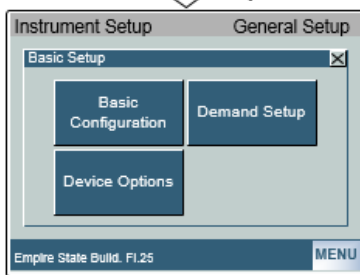 Instrument Setup General Setup
Basic Setup
Basic
Configuration
Demand Setup
Device Options
Empire State Build. Fl.25
MENU